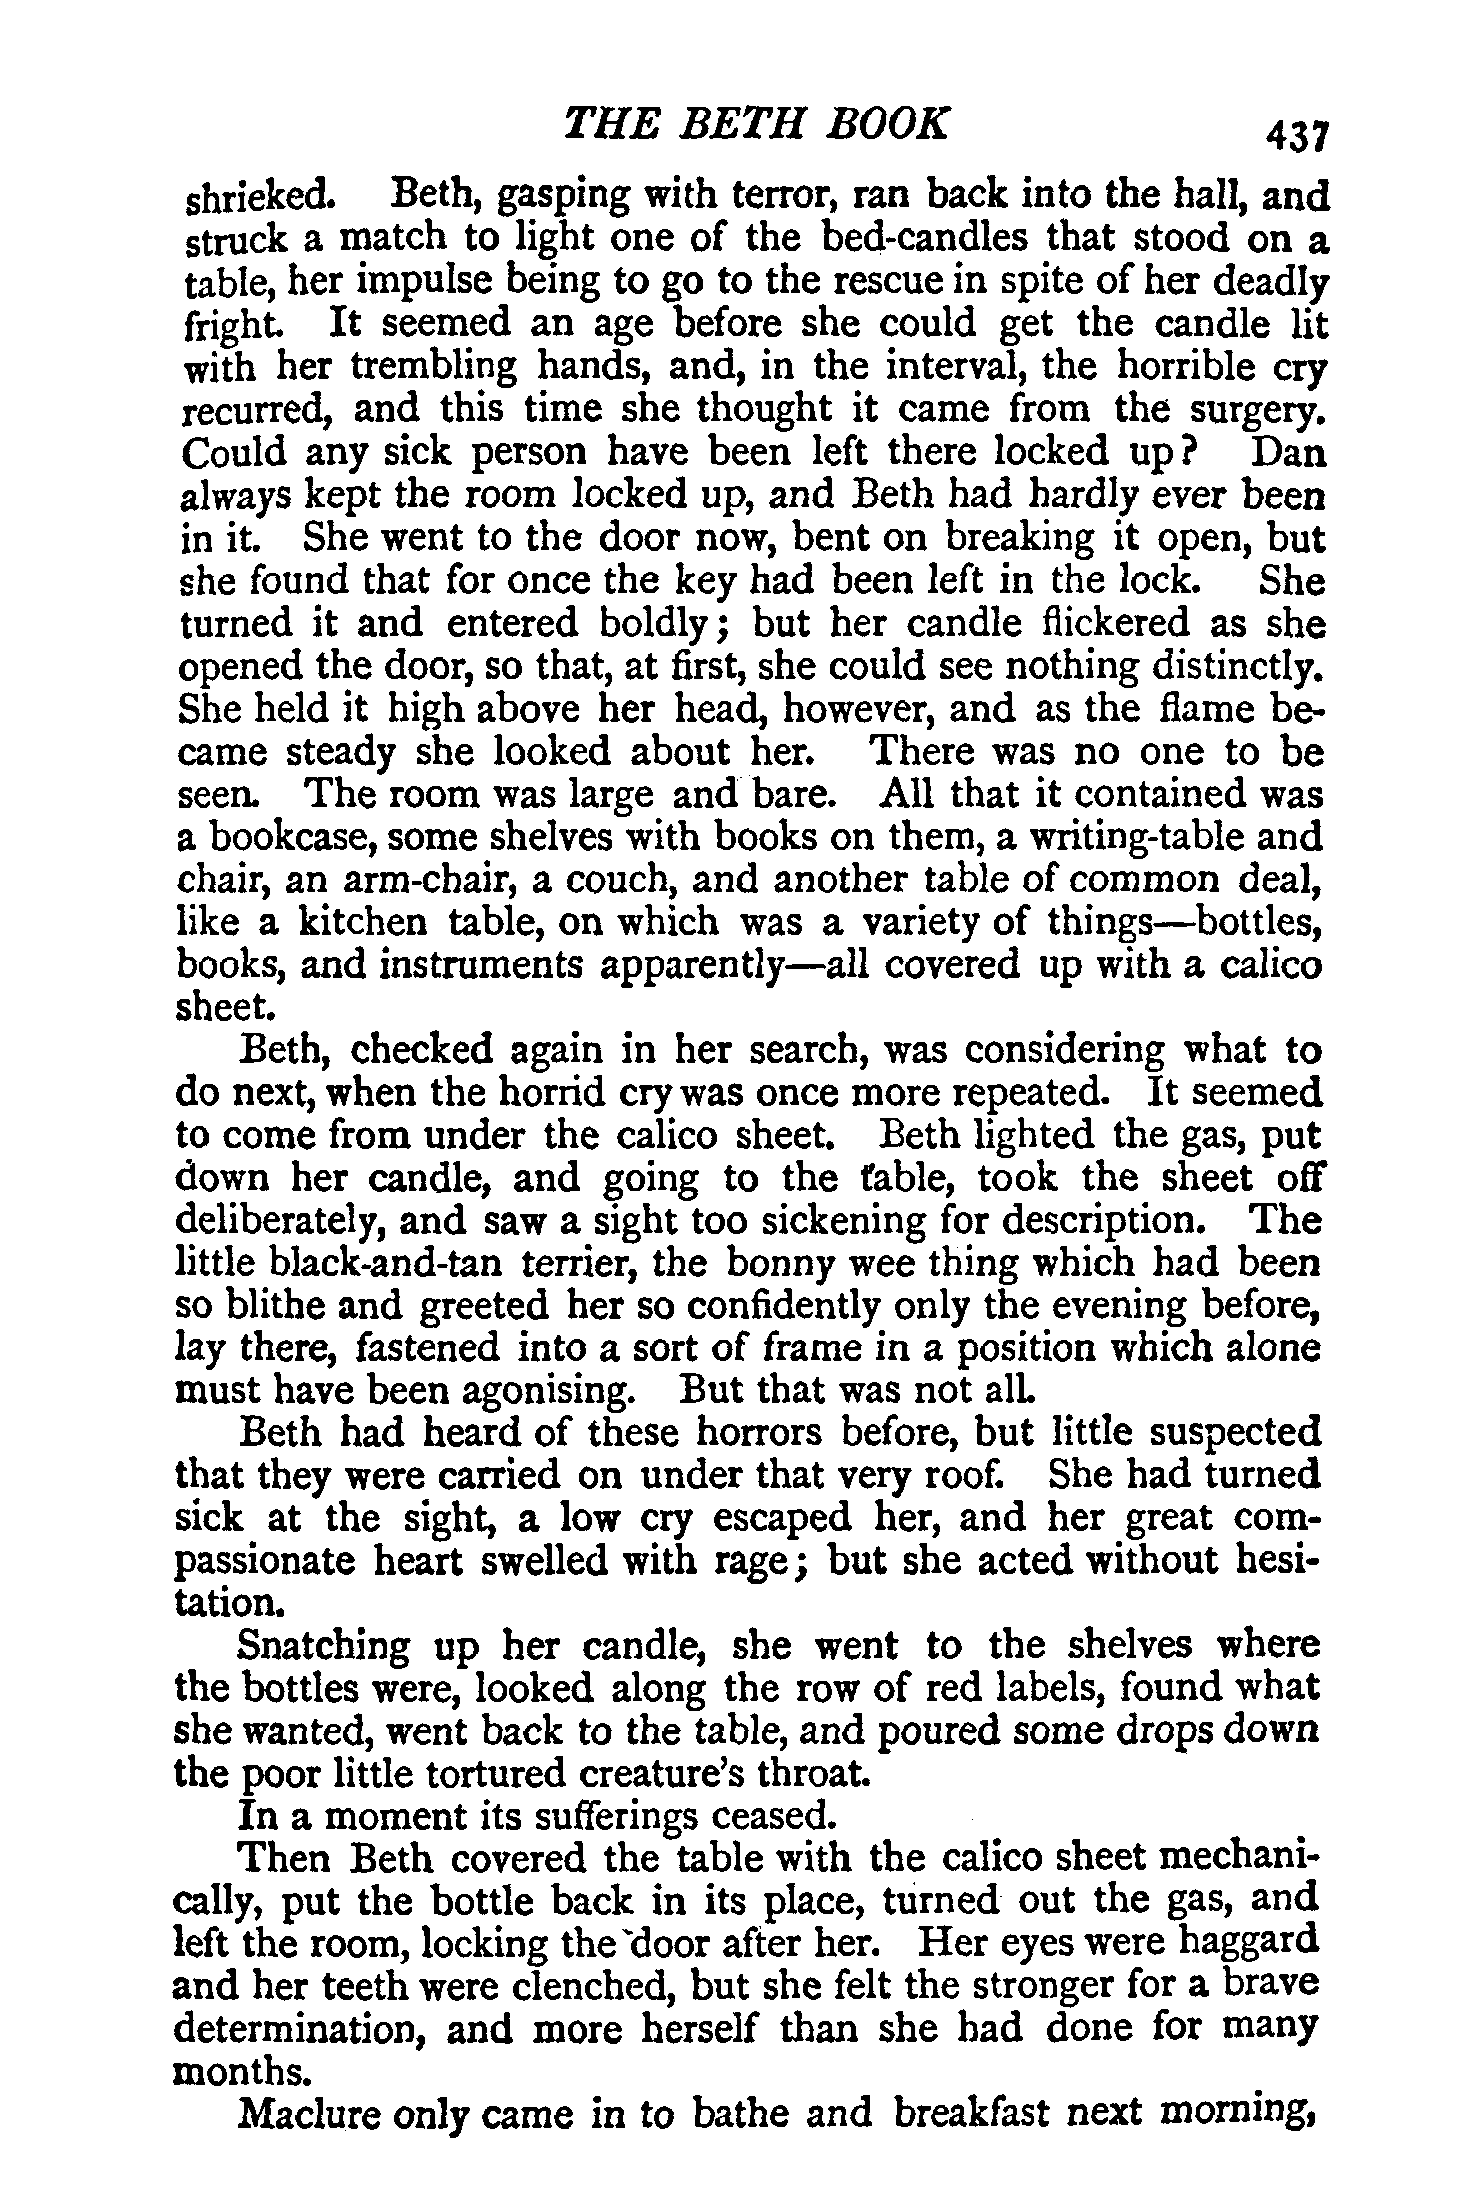 THE BETH BOOK 437
shrieked. Beth, gasping with terror, ran back into the hall, and
struck a match to light one of the bed-candles that stood on a
table, her impulse being to go to the rescue in spite of her deadly
fright. It seemed an age before she could get the candle lit
with her trembling hands, and, in the interval, the horrible cry
recurred, and this time she thought it came from the surgery.
Could any sick person have been left there locked up? Dan
always kept the room locked up, and Beth had hardly ever been
in it. She went to the door now, bent on breaking it open, but
she found that for once the key had been left in the lock. She
turned it and entered boldly; but her candle flickered as she
opened the door, so that, at first, she could see nothing distinctly.
She held it high above her head, however, and as the flame be-
came steady she looked about her. There was no one to be
seen. The room was large and bare. All that it contained was
a bookcase, some shelves with books on them, a writing-table and
chair, an arm-chair, a couch, and another table of common deal,
like a kitchen table, on which was a variety of things—bottles,
books, and instruments apparently—all covered up with a calico
sheet.
Beth, checked again in her search, was considering what to
do next, when the horrid cry was once more repeated. It seemed
to come from under the calico sheet. Beth lighted the gas, put
down her candle, and going to the table, took the sheet off
deliberately, and saw a sight too sickening for description. The
little black-and-tan terrier, the bonny wee thing which had been
so blithe and greeted her so confidently only the evening before,
lay there, fastened into a sort of frame in a position which alone
must have been agonising. But that was not all.
Beth had heard of these horrors before, but little suspected
that they were carried on under that very roof. She had turned
sick at the sight, a low cry escaped her, and her great com-
passionate heart swelled with rage; but she acted without hesi-
tation.
Snatching up her candle, she went to the shelves where
the bottles were, looked along the row of red labels, found what
she wanted, went back to the table, and poured some drops down
the poor little tortured creature's throat.
In a moment its sufferings ceased.
Then Beth covered the table with the calico sheet mechani-
cally, put the bottle back in its place, turned out the gas, and
left the room, locking the door after her. Her eyes were haggard
and her teeth were clenched, but she felt the stronger for a brave
determination, and more herself than she had done for many
months.
Maclure only came in to bathe and breakfast next morning,